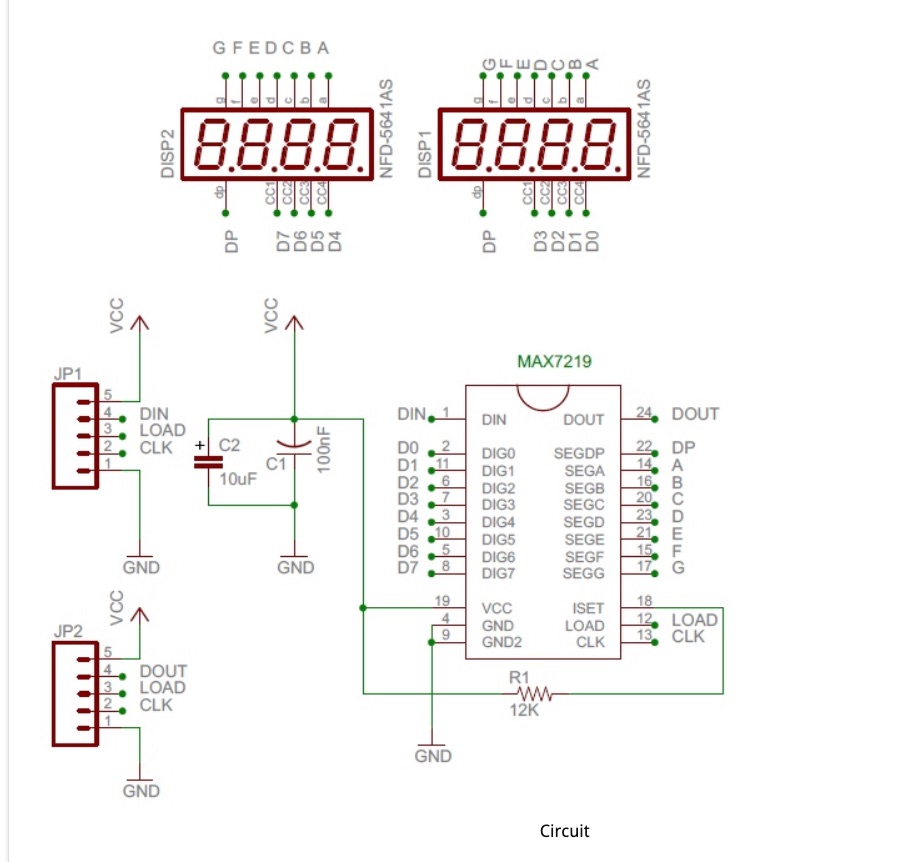 G F E D C B A
G F E D C B A
g f e d c b a
g f e d c b a
DISP2
NFD-5641AS
DISP1
NFD-5641AS
dp CC1 CC2 CC3 CC4
dp CC1 CC2 CC3 CC4
DP D7 D6 D5 D4
DP D3 D2 D1 D0
VCC
VCC
MAX7219
JP1
5
4 DIN
3 LOAD
2 CLK
1
GND
+ C2
10uF
C1
100nF
GND
DIN 1 DIN DOUT 24 DOUT
D0 2 DIG0 SEGDP 22 DP
D1 11 DIG1 SEGA 14 A
D2 6 DIG2 SEGB 16 B
D3 7 DIG3 SEGC 20 C
D4 3 DIG4 SEGD 23 D
D5 10 DIG5 SEGE 21 E
D6 5 DIG6 SEGF 15 F
D7 8 DIG7 SEGG 17 G
19 VCC ISET 18
4 GND LOAD 12 LOAD
9 GND2 CLK 13 CLK
VCC
JP2
5
4 DOUT
3 LOAD
2 CLK
1
GND
R1
12K
GND
Circuit